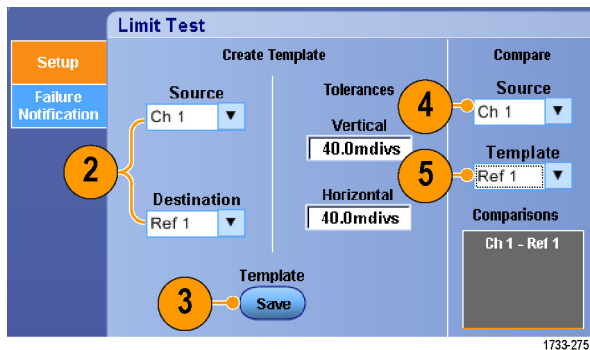 Limit Test
Setup
Failure
Notification
Create Template
Source
Ch 1
2
Destination
Ref 1
Tolerances
Vertical
40.0mdivs
Horizontal
40.0mdivs
Template
3
Save
Compare
Source
4
Ch 1
Template
5
Ref 1
Comparisons
Ch 1 - Ref 1
1733-275